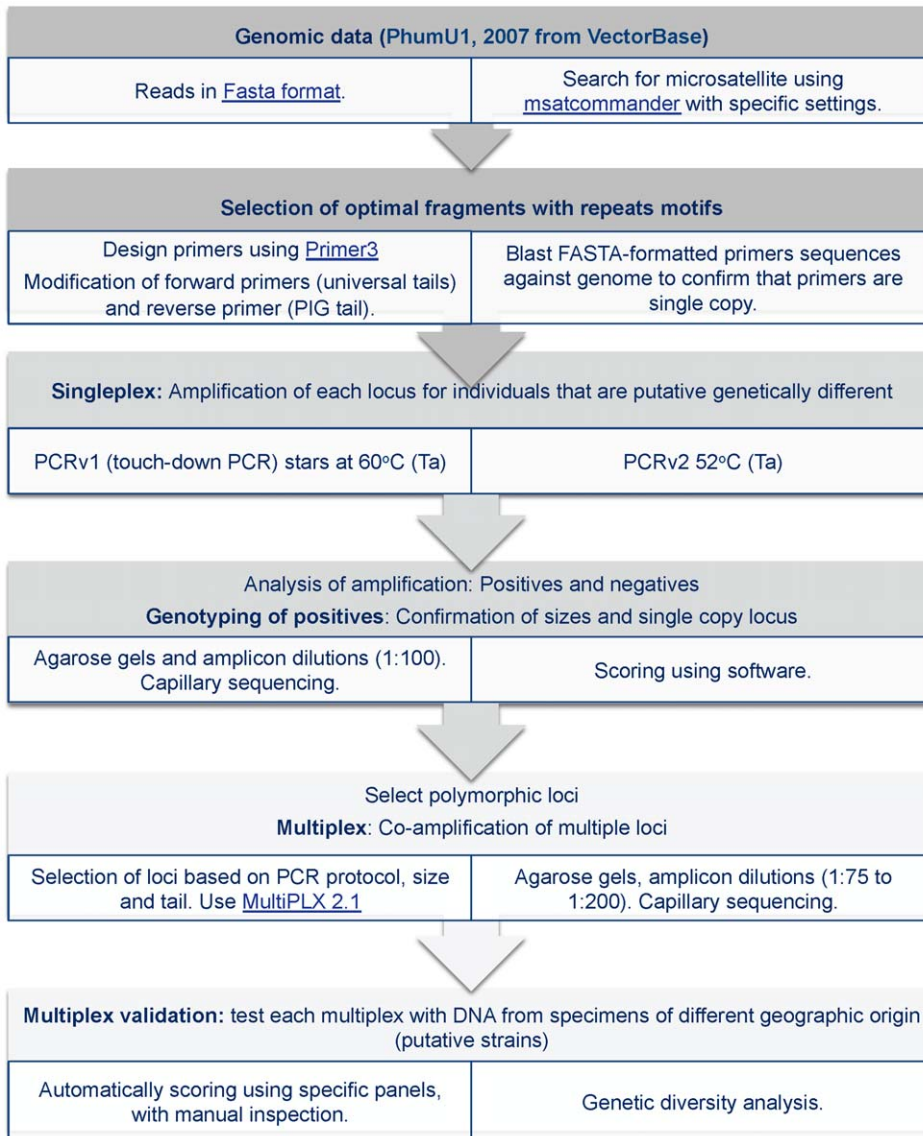 Genomic data (PhumU1, 2007 from VectorBase)
Reads in Fasta format.
Search for microsatellite using
msatcommander with specific settings.
Selection of optimal fragments with repeats motifs
Design primers using Primer3
Modification of forward primers (universal tails)
and reverse primer (PIG tail).
Blast FASTA-formatted primers sequences
against genome to confirm that primers are
single copy.
Singleplex: Amplification of each locus for individuals that are putative genetically different
PCRv1 (touch-down PCR) stars at 60°C (Ta)
PCRv2 52°C (Ta)
Analysis of amplification: Positives and negatives
Genotyping of positives: Confirmation of sizes and single copy locus
Agarose gels and amplicon dilutions (1:100).
Capillary sequencing.
Scoring using software.
Select polymorphic loci
Multiplex: Co-amplification of multiple loci
Selection of loci based on PCR protocol, size
and tail. Use MultiPLX 2.1
Agarose gels, amplicon dilutions (1:75 to
1:200). Capillary sequencing.
Multiplex validation: test each multiplex with DNA from specimens of different geographic origin
(putative strains)
Automatically scoring using specific panels,
with manual inspection.
Genetic diversity analysis.